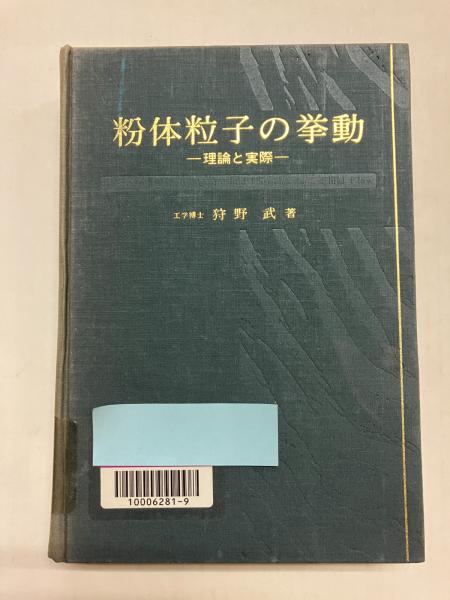 粉体粒子の挙動
—理論と実際—
工学博士 狩野 武 著
10006281-9